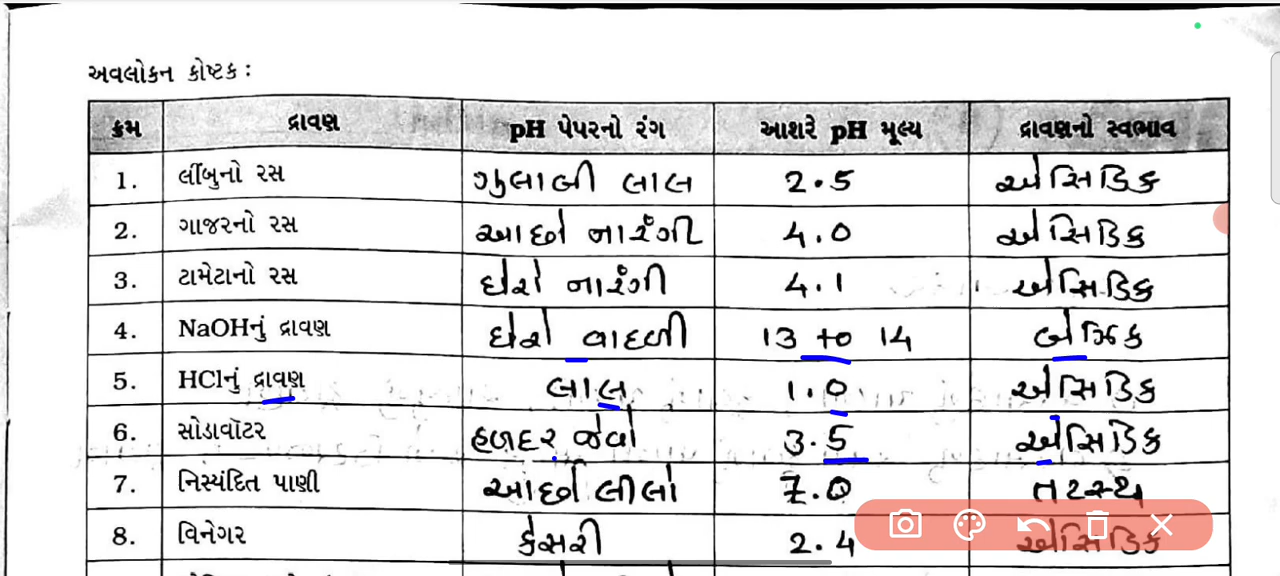 અવલોકન કોષ્ટક :
ક્રમ દ્રાવણ pH પેપરનો રંગ આશરે pH મૂલ્ય દ્રાવણનો સ્વભાવ
1. લીંબુનો રસ ગુલાબી લાલ 2.5 એસિડિક
2. ગાજરનો રસ આછો નારંગી 4.0 એસિડિક
3. ટામેટાનો રસ ઘેરો નારંગી 4.1 એસિડિક
4. NaOHનું દ્રાવણ ઘેરો વાદળી 13 to 14 બેઝિક
5. HClનું દ્રાવણ લાલ 1.0 એસિડિક
6. સોડાવૉટર હળદર જેવો 3.5 એસિડિક
7. નિસ્યંદિત પાણી આછો લીલો 7.0 તટસ્થ
8. વિનેગર કેસરી 2.4 એસિડિક